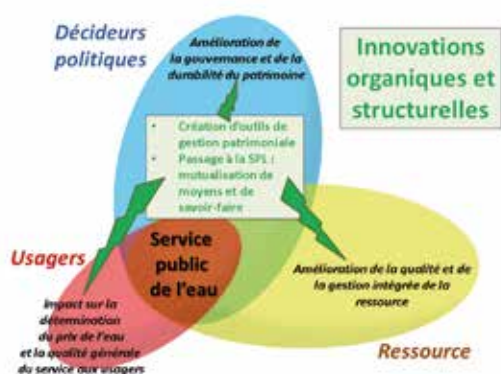 Décideurs
politiques
Amélioration de
la gouvernance et de la
durabilité du patrimoine
Innovations
organiques et
structurelles
• Création d'outils de
gestion patrimoniale
• Passage à la SPL :
mutualisation de
moyens et de
savoir-faire
Usagers
Service
public
de l'eau
Impact sur la
détermination
du prix de l'eau
et la qualité générale
du service aux usagers
Amélioration de la qualité et de
la gestion intégrée de la
ressource
Ressource